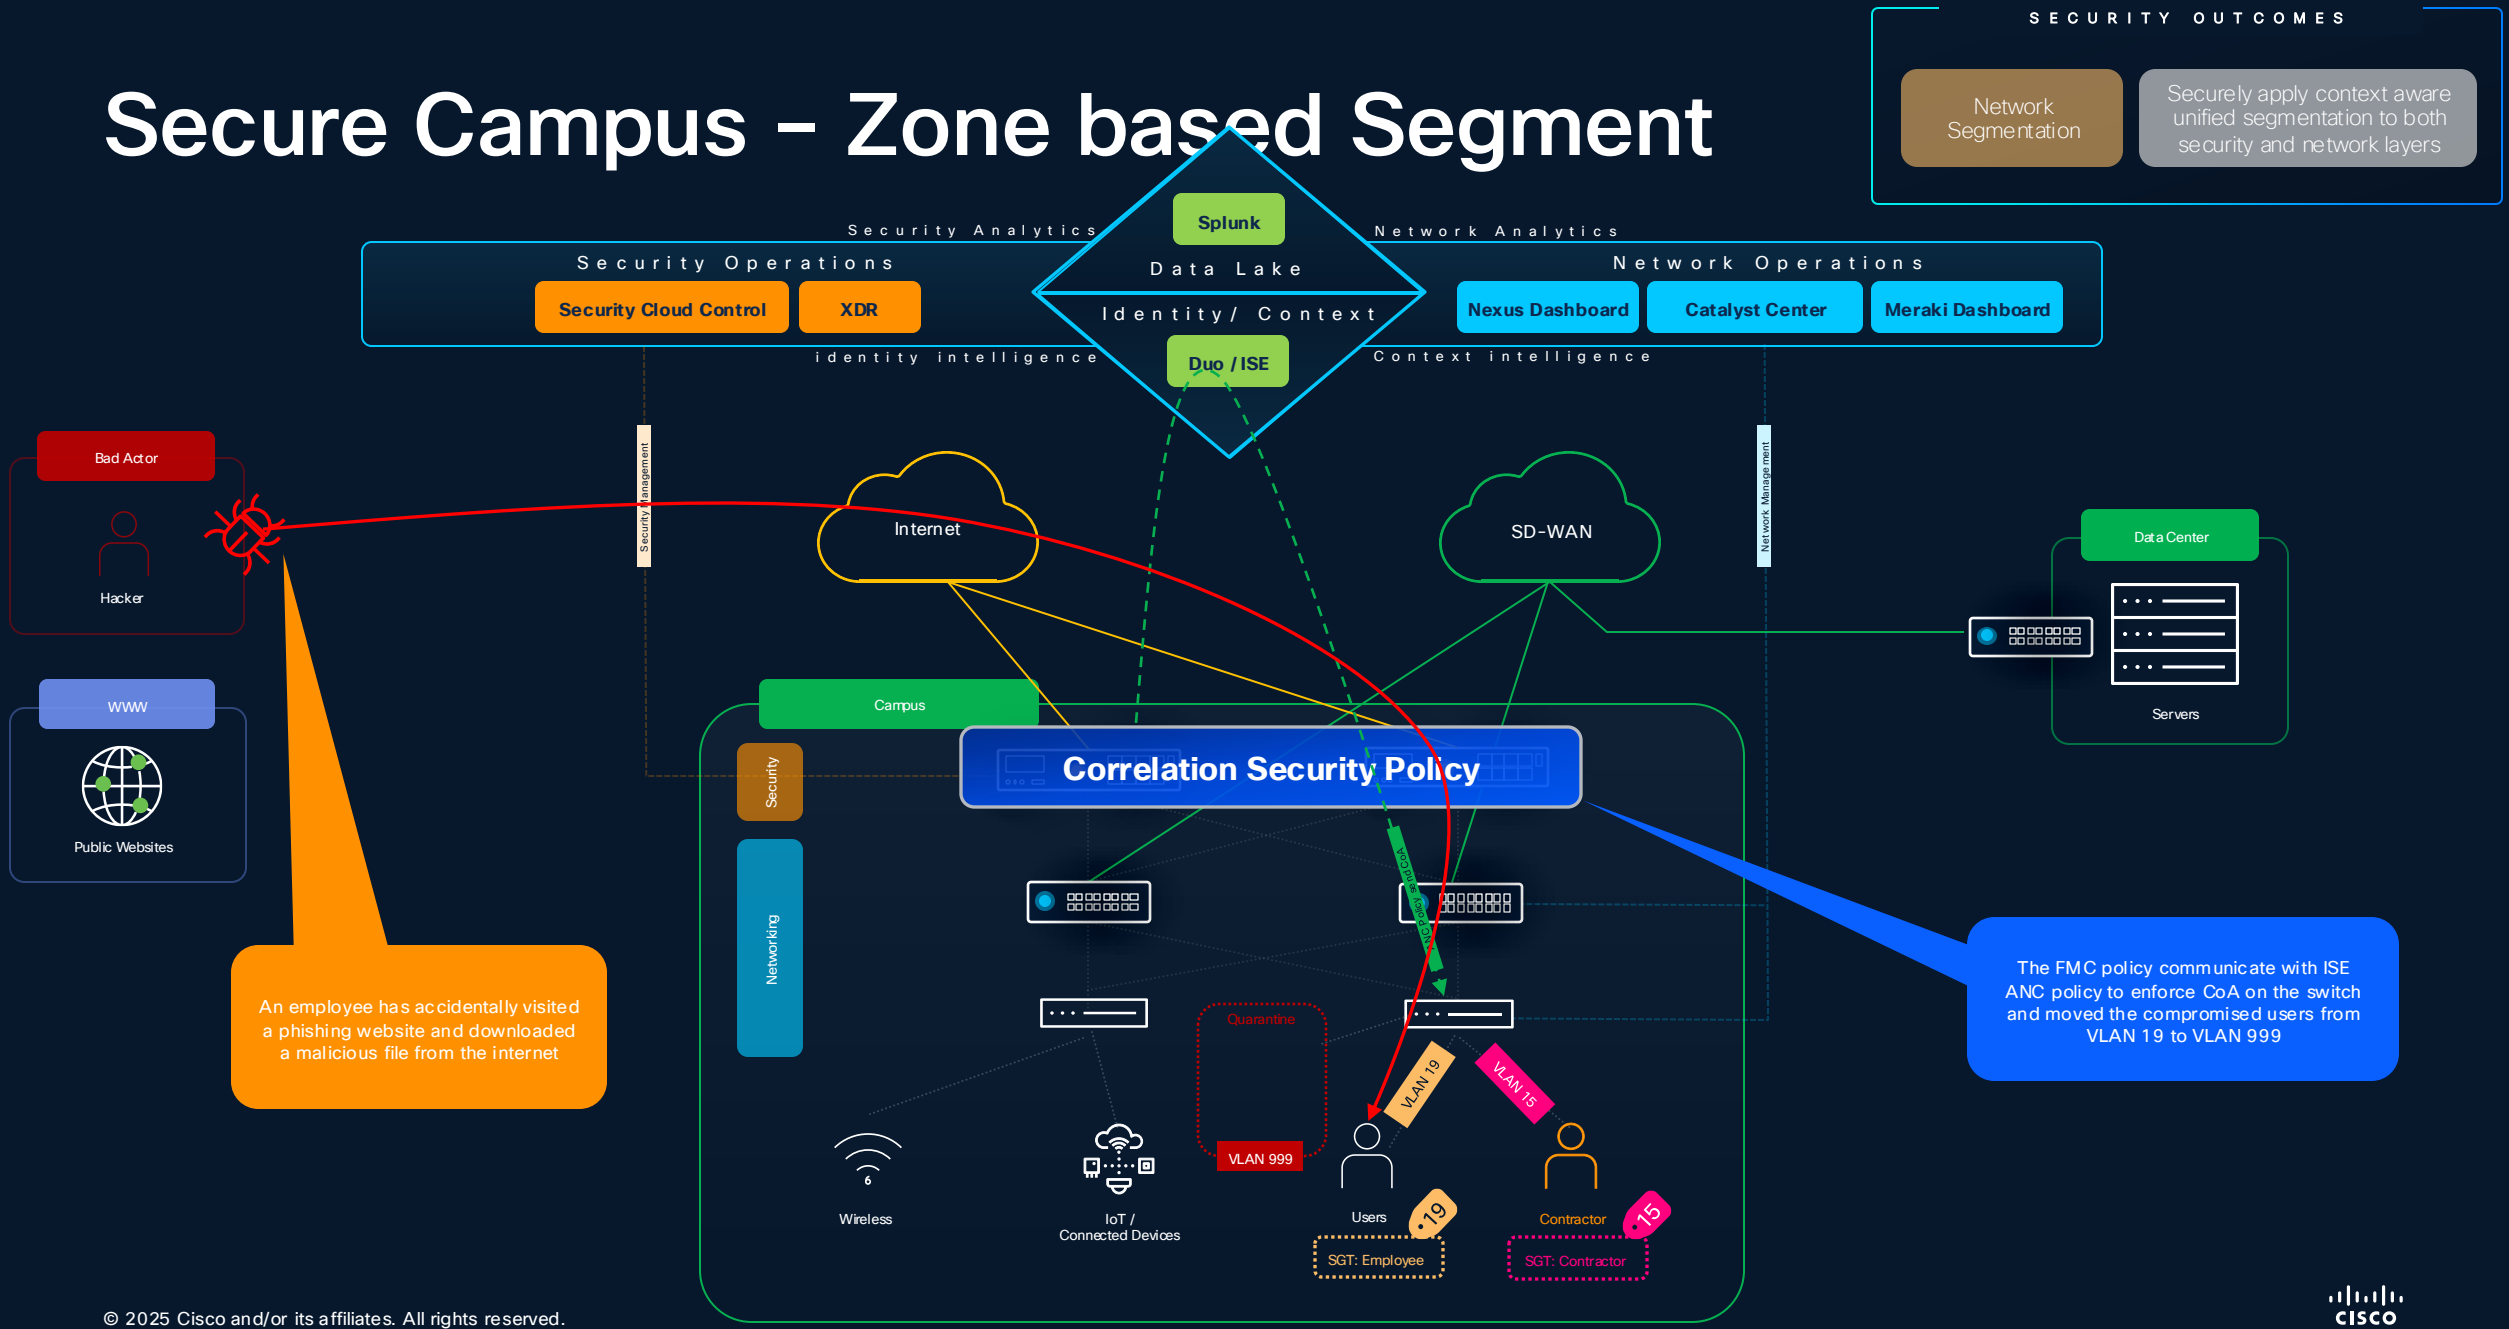 SECURITY OUTCOMES
Secure Campus – Zone based Segment
Network
Segmentation
Securely apply context aware
unified segmentation to both
security and network layers
Security Analytics
Splunk
Network Analytics
Security Operations
Data Lake
Network Operations
Security Cloud Control
XDR
Identity/ Context
Nexus Dashboard
Catalyst Center
Meraki Dashboard
identity intelligence
Duo / ISE
Context intelligence
Bad Actor
Hacker
Security Management
Internet
SD-WAN
Network Management
Data Center
Servers
WWW
Public Websites
Campus
Security
Correlation Security Policy
Networking
ANC Policy send CoA
An employee has accidentally visited
a phishing website and downloaded
a malicious file from the internet
The FMC policy communicate with ISE
ANC policy to enforce CoA on the switch
and moved the compromised users from
VLAN 19 to VLAN 999
Quarantine
VLAN 999
VLAN 19
VLAN 15
6
Wireless
IoT /
Connected Devices
Users
19
Contractor
15
SGT: Employee
SGT: Contractor
© 2025 Cisco and/or its affiliates. All rights reserved.
CISCO